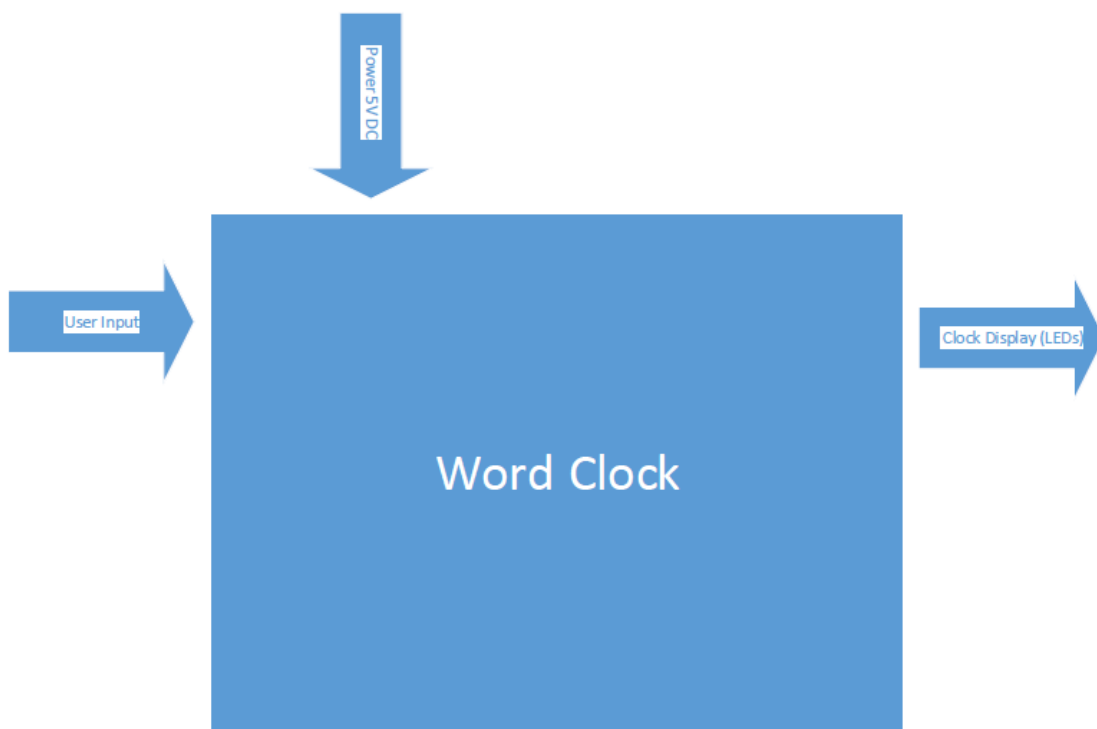 Power 5V DC
User Input
Clock Display (LEDs)
Word Clock